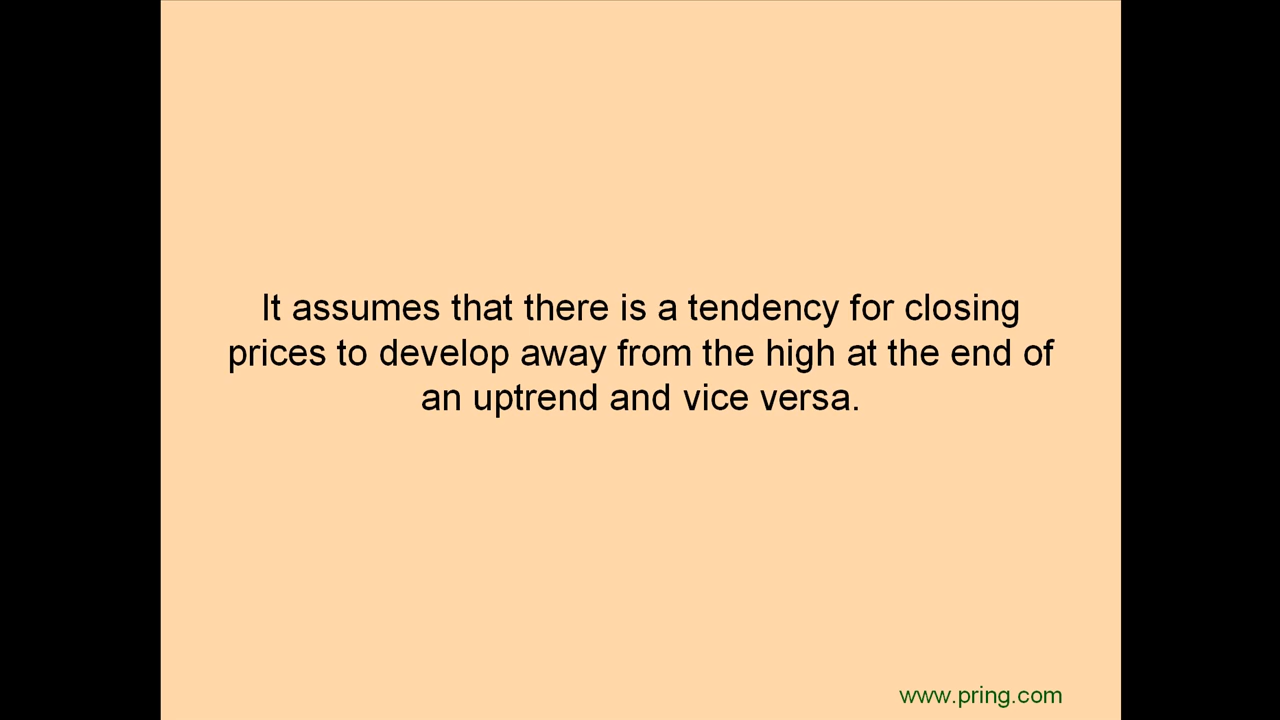 It assumes that there is a tendency for closing
prices to develop away from the high at the end of
an uptrend and vice versa.
www.pring.com